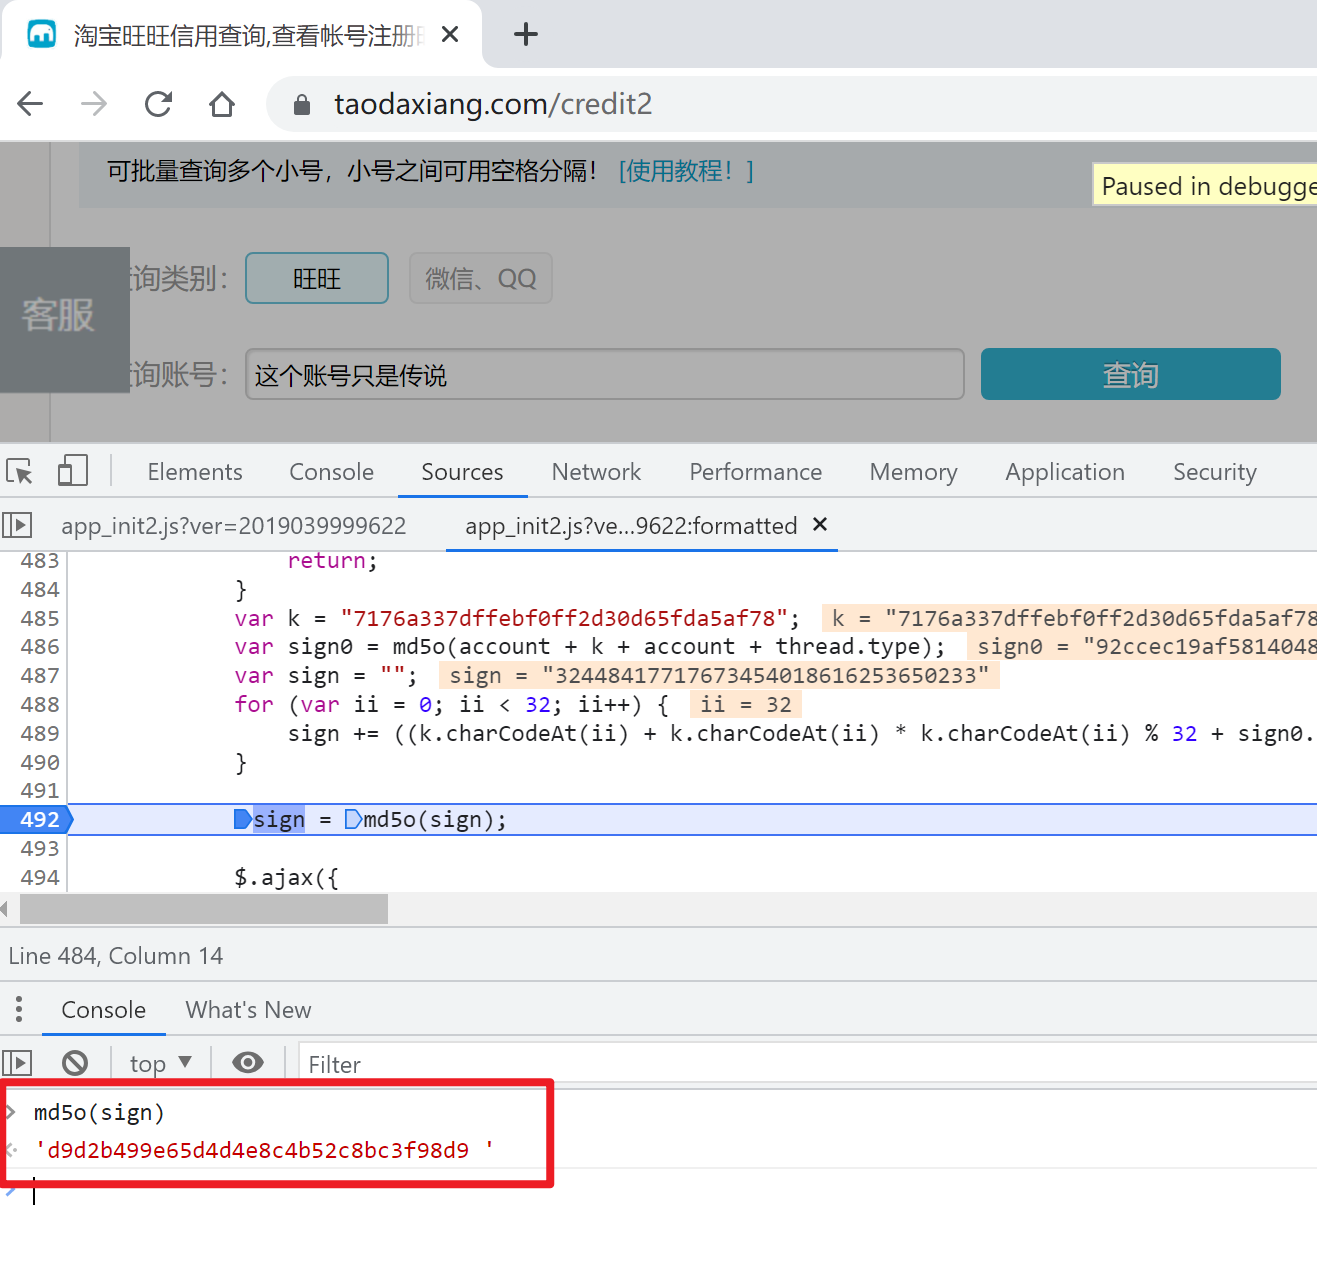 淘宝旺旺信用查询,查看帐号注册
taodaxiang.com/credit2
可批量查询多个小号，小号之间可用空格分隔！ [使用教程！]
Paused in debugge
询类别： 旺旺 微信、QQ
客服
询账号： 这个账号只是传说 查询
Elements Console Sources Network Performance Memory Application Security
app_init2.js?ver=2019039999622 app_init2.js?ve…9622:formatted
483 return;
484 }
485 var k = "7176a337dffebf0ff2d30d65fda5af78"; k = "7176a337dffebf0ff2d30d65fda5af78
486 var sign0 = md5o(account + k + account + thread.type); sign0 = "92ccec19af5814048
487 var sign = ""; sign = "32448417717673454018616253650233"
488 for (var ii = 0; ii < 32; ii++) { ii = 32
489 sign += ((k.charCodeAt(ii) + k.charCodeAt(ii) * k.charCodeAt(ii) % 32 + sign0.
490 }
491
492 sign = md5o(sign);
493
494 $.ajax({
Line 484, Column 14
Console What's New
top Filter
md5o(sign)
'd9d2b499e65d4d4e8c4b52c8bc3f98d9 '